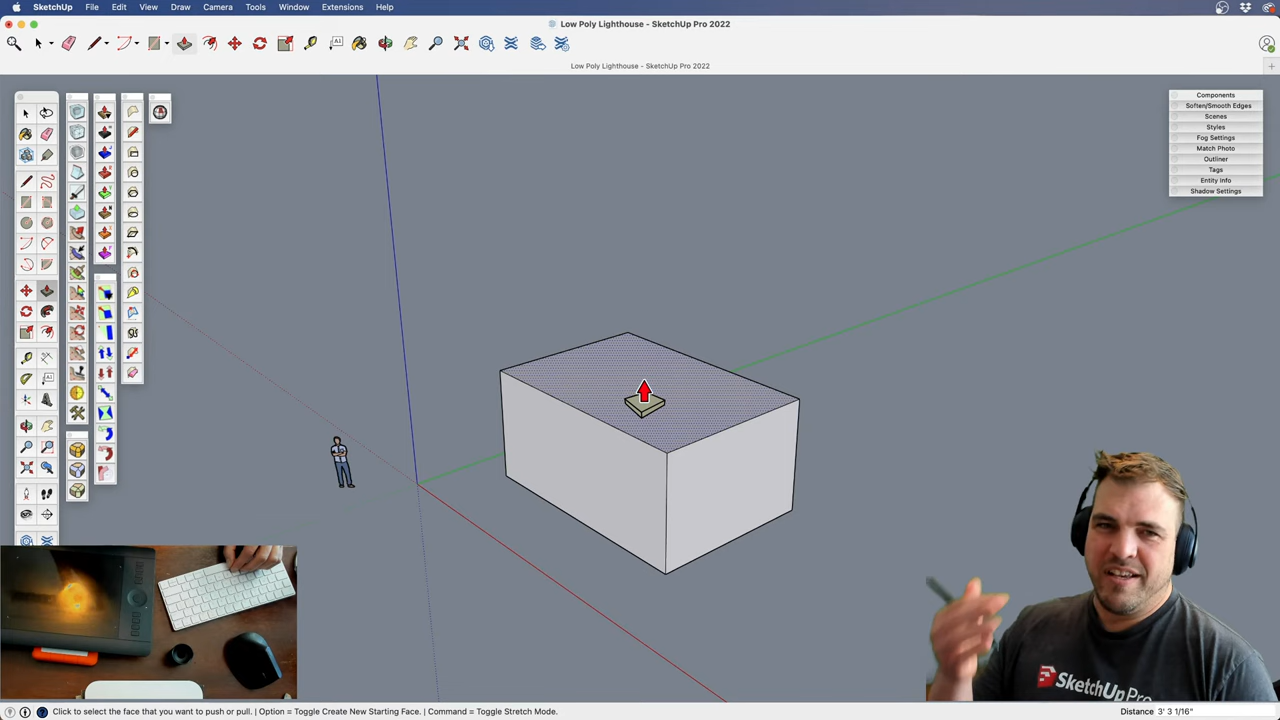 SketchUp File Edit View Draw Camera Tools Window Extensions Help
Low Poly Lighthouse - SketchUp Pro 2022
Low Poly Lighthouse - SketchUp Pro 2022
Components
Soften/Smooth Edges
Scenes
Styles
Fog Settings
Match Photo
Outliner
Tags
Entity Info
Shadow Settings
SketchUp Pro
Click to select the face that you want to push or pull. | Option = Toggle Create New Starting Face. | Command = Toggle Stretch Mode.
Distance 3' 3 1/16"